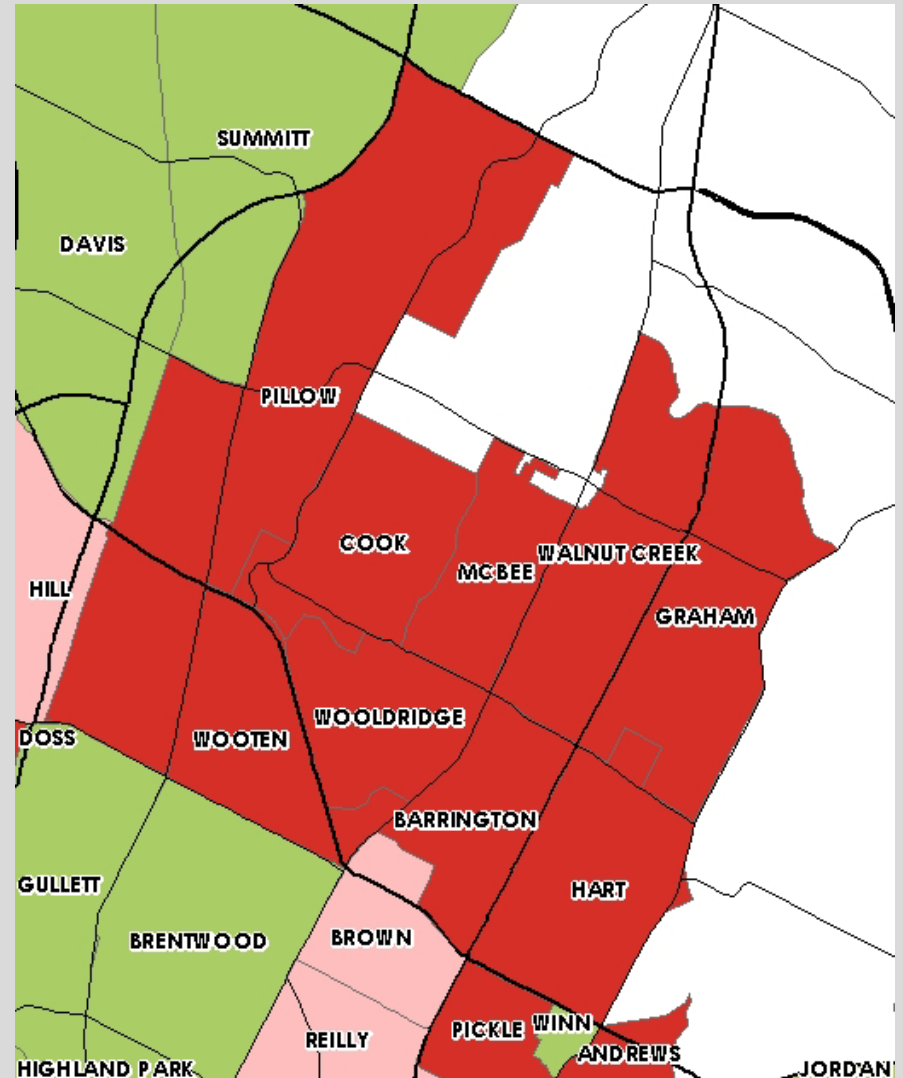 SUMMITT
DAVIS
PILLOW
COOK
WALNUT CREEK
MCBEE
HILL
GRAHAM
WOOLDRIDGE
DOSS
WOOTEN
BARRINGTON
GULLETT
HART
BROWN
BRENTWOOD
WINN
PICKLE
REILLY
ANDREWS
HIGHLAND PARK
JORDAN